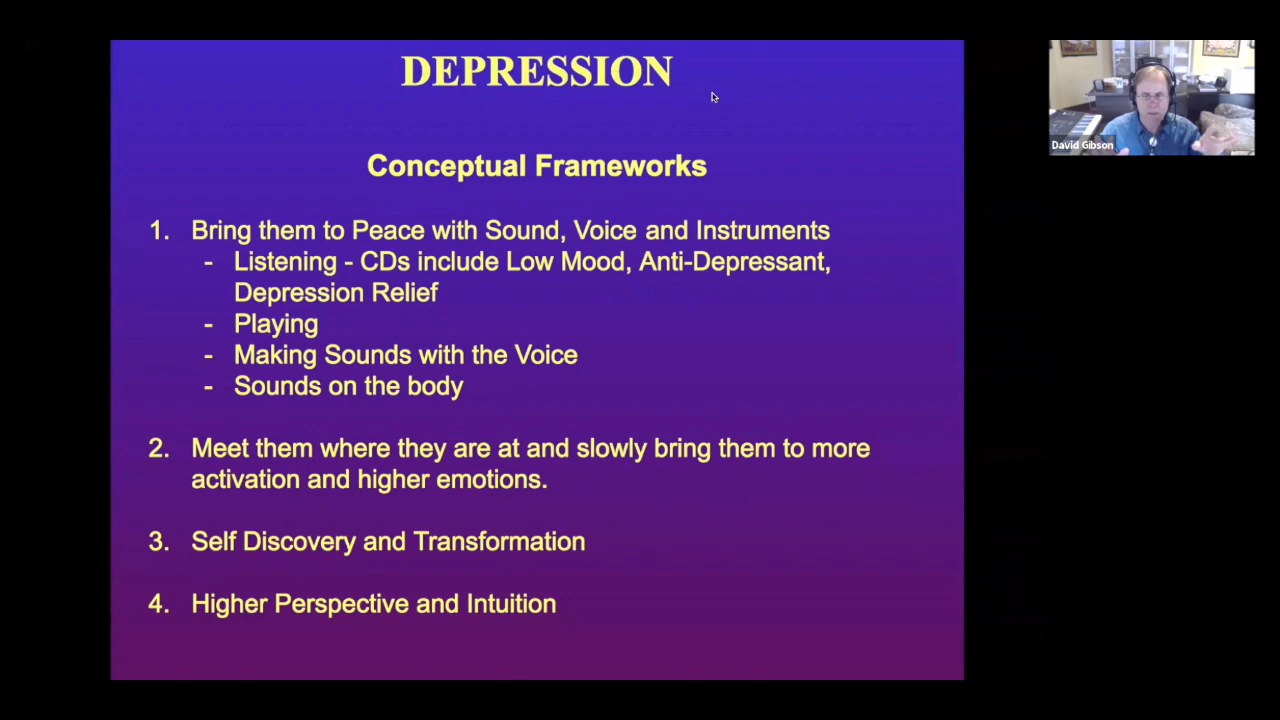 DEPRESSION
Conceptual Frameworks
1. Bring them to Peace with Sound, Voice and Instruments
- Listening - CDs include Low Mood, Anti-Depressant,
Depression Relief
- Playing
- Making Sounds with the Voice
- Sounds on the body
2. Meet them where they are at and slowly bring them to more
activation and higher emotions.
3. Self Discovery and Transformation
4. Higher Perspective and Intuition
David Gibson